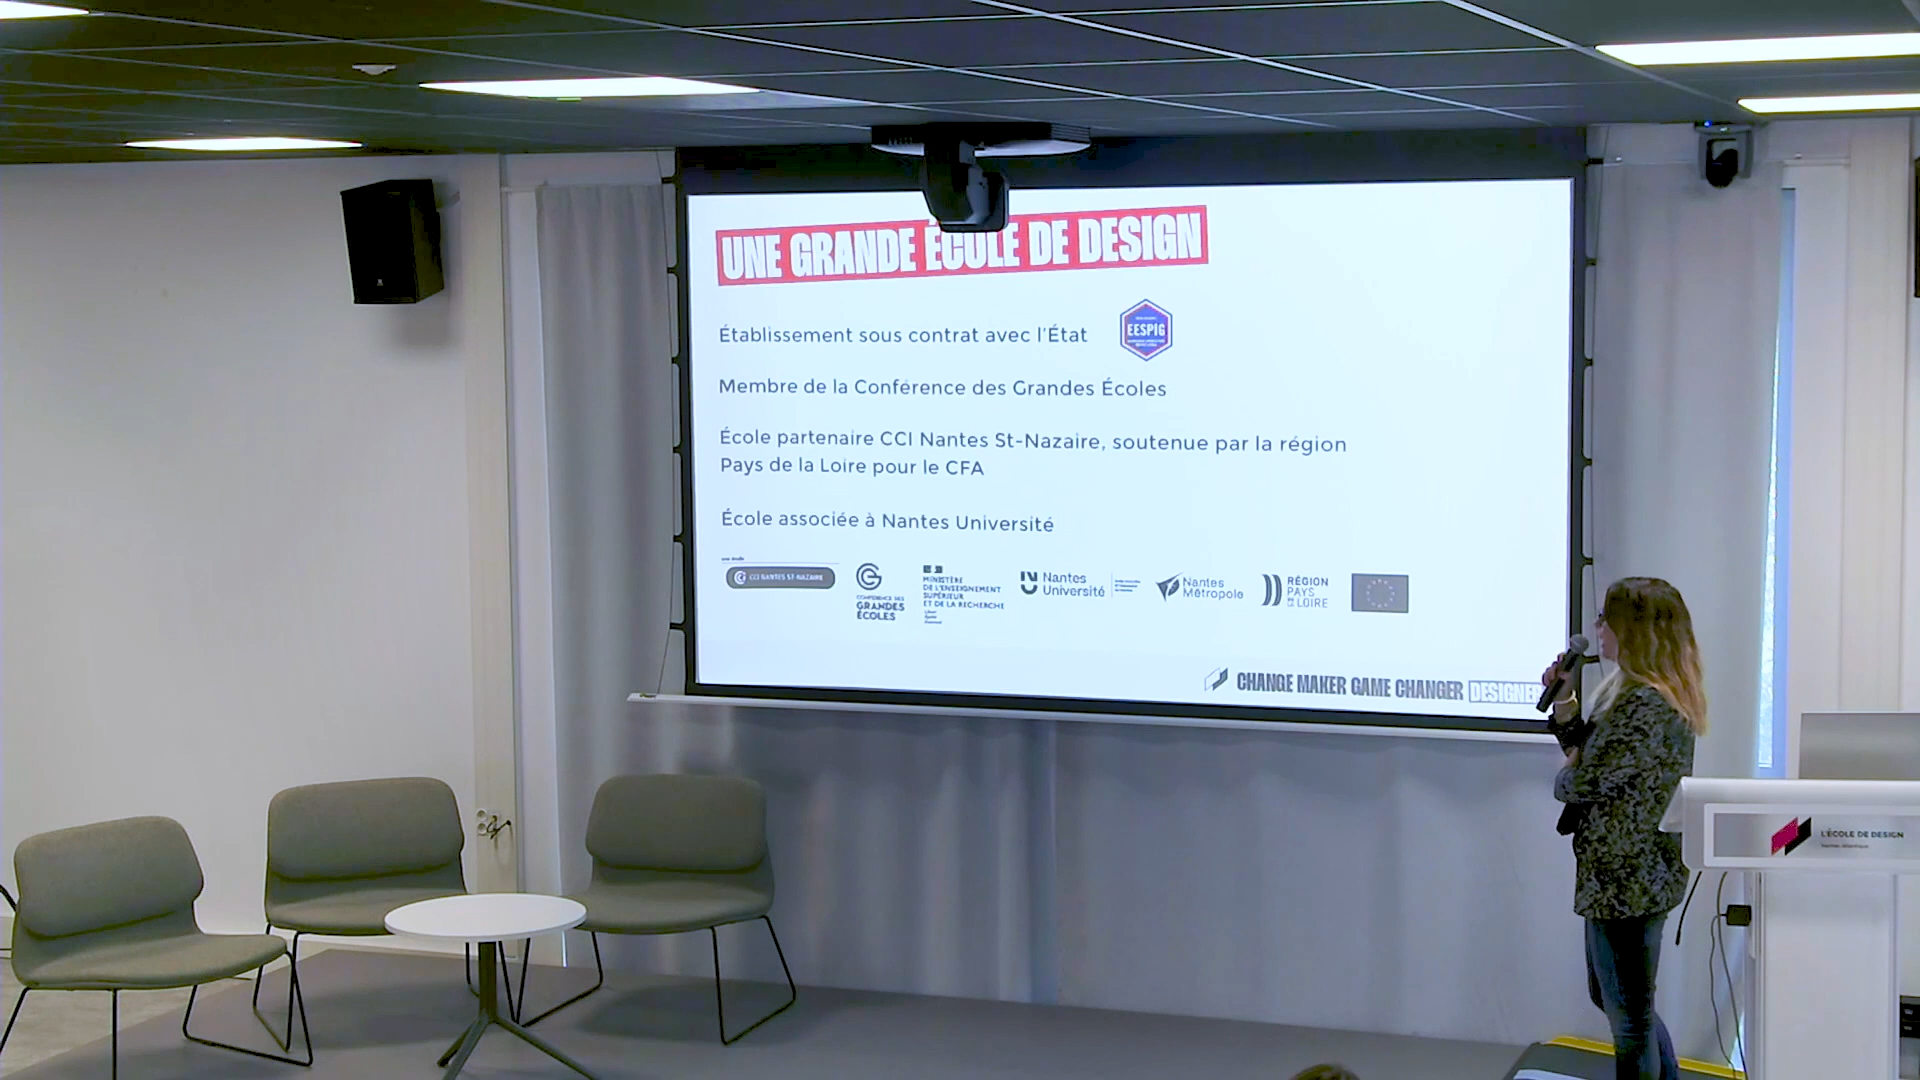 UNE GRANDE ÉCOLE DE DESIGN
Établissement sous contrat avec l'État
EESPIG
Membre de la Conférence des Grandes Écoles
École partenaire CCI Nantes St-Nazaire, soutenue par la région
Pays de la Loire pour le CFA
École associée à Nantes Université
CCI NANTES ST-NAZAIRE
CONFÉRENCE DES
GRANDES
ÉCOLES
MINISTÈRE
DE L'ENSEIGNEMENT
SUPÉRIEUR
ET DE LA RECHERCHE
Nantes
Université
Nantes
Métropole
RÉGION
PAYS
DE LA LOIRE
CHANGE MAKER GAME CHANGER DESIGNER
L'ÉCOLE DE DESIGN
Nantes Atlantique